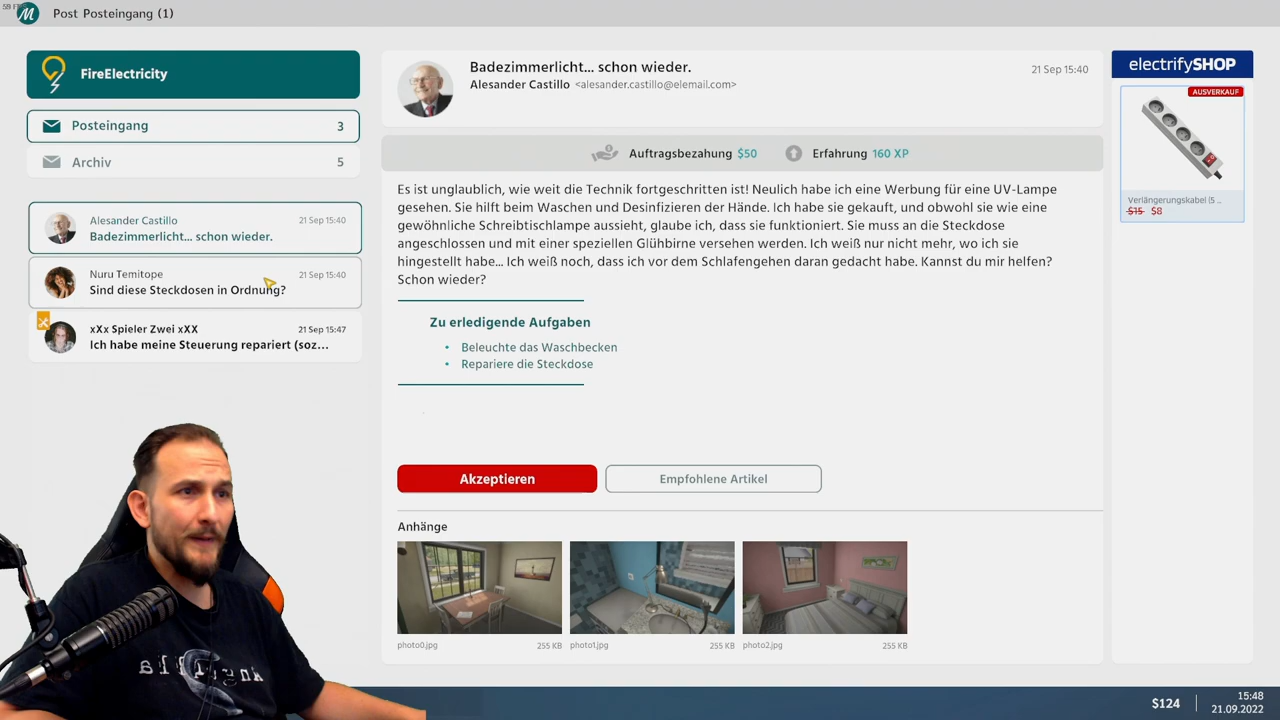 Post Posteingang (1)
FireElectricity
Posteingang 3
Archiv 5
Alesander Castillo 21 Sep 15:40
Badezimmerlicht... schon wieder.
Nuru Temitope 21 Sep 15:40
Sind diese Steckdosen in Ordnung?
xXx Spieler Zwei xXX 21 Sep 15:47
Ich habe meine Steuerung repariert (soz...
Badezimmerlicht... schon wieder.
Alesander Castillo <alesander.castillo@elemail.com>
21 Sep 15:40
Auftragsbezahlung $50 Erfahrung 160 XP
Es ist unglaublich, wie weit die Technik fortgeschritten ist! Neulich habe ich eine Werbung für eine UV-Lampe
gesehen. Sie hilft beim Waschen und Desinfizieren der Hände. Ich habe sie gekauft, und obwohl sie wie eine
gewöhnliche Schreibtischlampe aussieht, glaube ich, dass sie funktioniert. Sie muss an die Steckdose
angeschlossen und mit einer speziellen Glühbirne versehen werden. Ich weiß nur nicht mehr, wo ich sie
hingestellt habe... Ich weiß noch, dass ich vor dem Schlafengehen daran gedacht habe. Kannst du mir helfen?
Schon wieder?
Zu erledigende Aufgaben
• Beleuchte das Waschbecken
• Repariere die Steckdose
Akzeptieren
Empfohlene Artikel
Anhänge
photo0.jpg 255 KB
photo1.jpg 255 KB
photo2.jpg 255 KB
electrifySHOP
AUSVERKAUF
Verlängerungskabel (5 ...
$15 $8
$124
15:48
21.09.2022